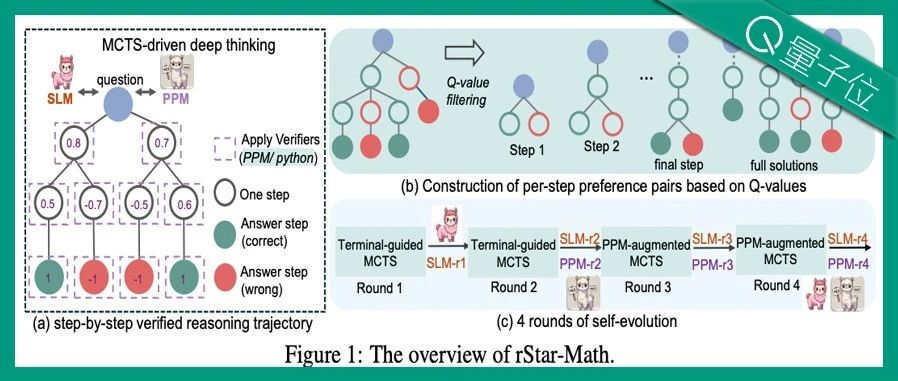 MCTS-driven deep thinking
question
SLM
PPM
Apply Verifiers
(PPM/ python)
One step
Answer step
(correct)
Answer step
(wrong)
0.8
0.7
0.5
-0.7
-0.5
0.6
1
-1
-1
1
(a) step-by-step verified reasoning trajectory
Q-value
filtering
Step 1
Step 2
...
final step
full solutions
(b) Construction of per-step preference pairs based on Q-values
Terminal-guided
MCTS
Round 1
SLM-r1
Terminal-guided
MCTS
Round 2
SLM-r2
PPM-r2
PPM-augmented
MCTS
Round 3
SLM-r3
PPM-r3
PPM-augmented
MCTS
Round 4
SLM-r4
PPM-r4
(c) 4 rounds of self-evolution
Figure 1: The overview of rStar-Math.
量子位